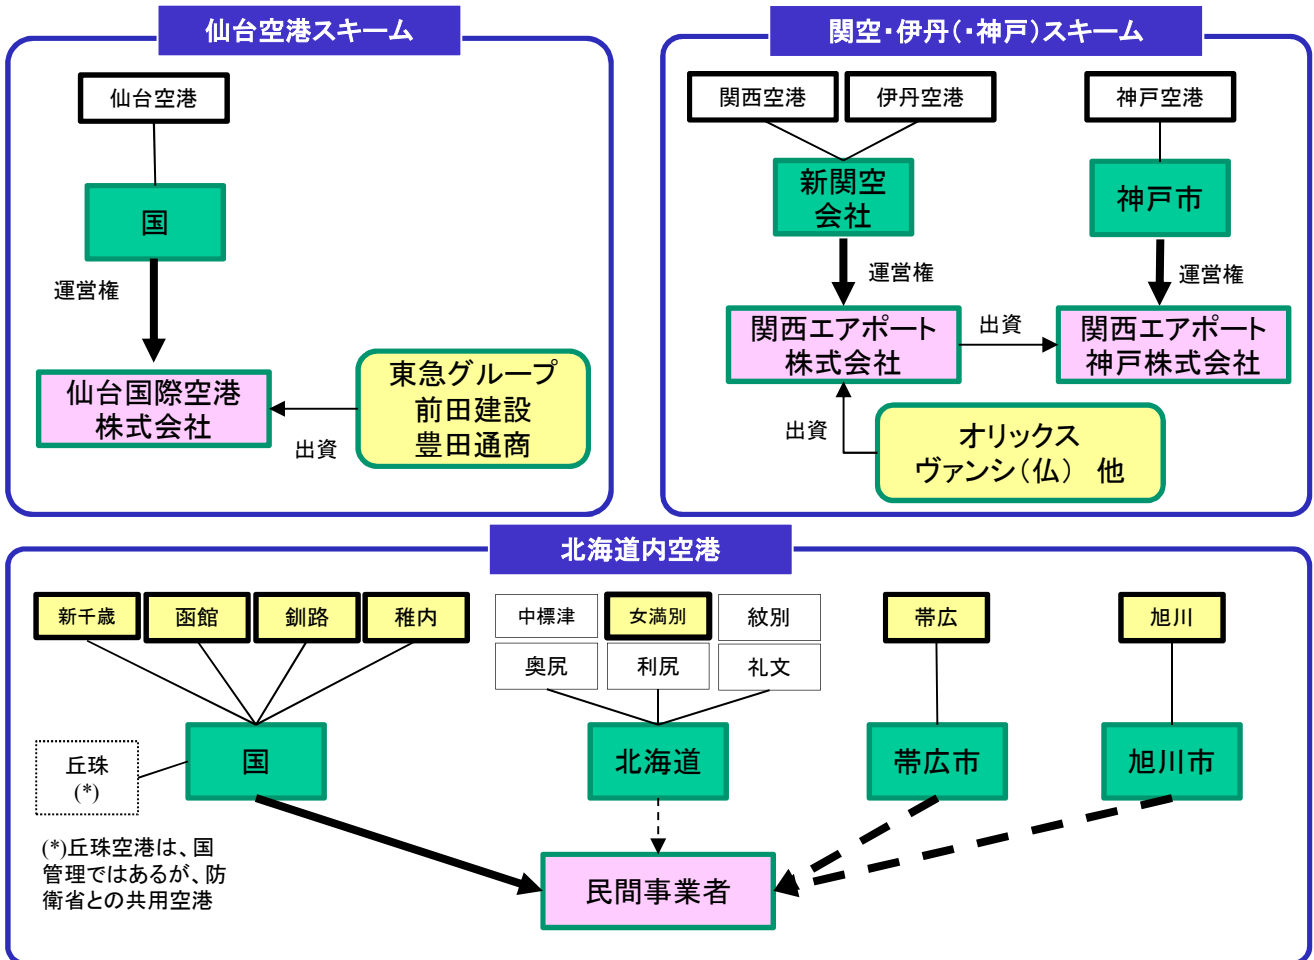 仙台空港スキーム
仙台空港
国
運営権
仙台国際空港
株式会社
出資
東急グループ
前田建設
豊田通商
関空・伊丹(・神戸)スキーム
関西空港
伊丹空港
神戸空港
新関空
会社
神戸市
運営権
運営権
関西エアポート
株式会社
出資
関西エアポート
神戸株式会社
出資
オリックス
ヴァンシ(仏) 他
北海道内空港
新千歳
函館
釧路
稚内
中標津
女満別
紋別
帯広
旭川
奥尻
利尻
礼文
丘珠
(*)
国
北海道
帯広市
旭川市
(*)丘珠空港は、国
管理ではあるが、防
衛省との共用空港
民間事業者